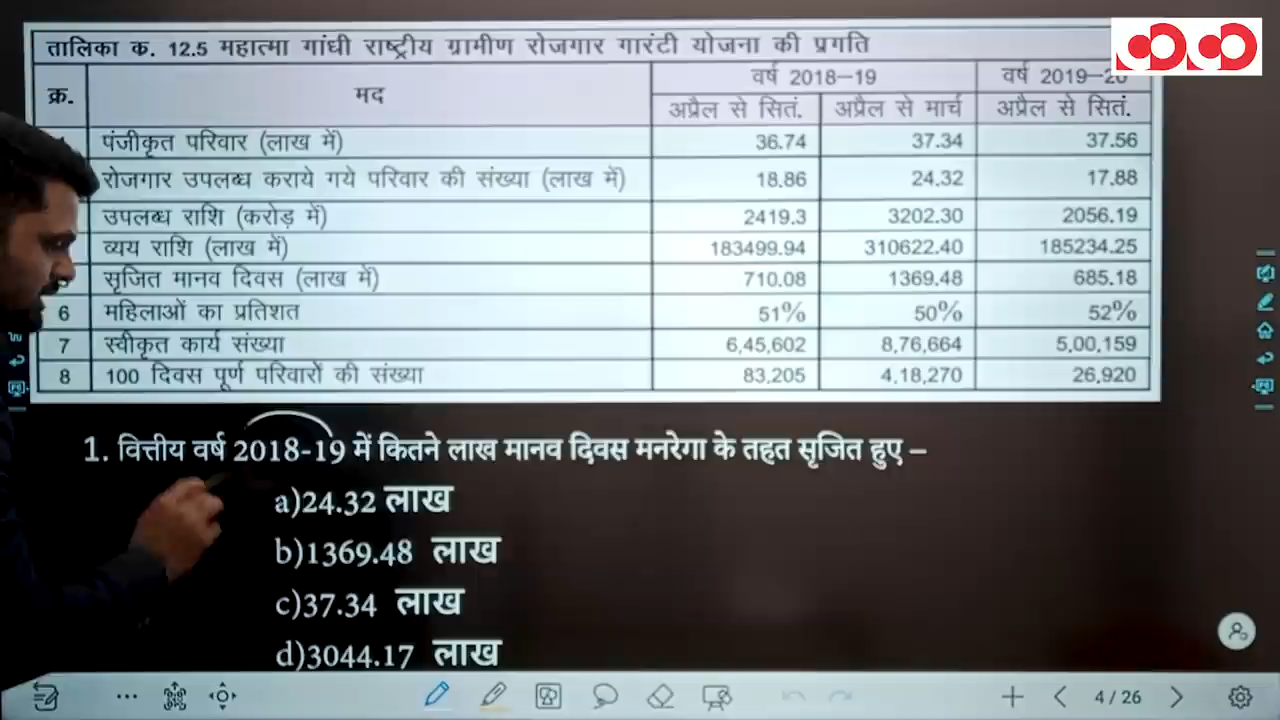 तालिका क. 12.5 महात्मा गांधी राष्ट्रीय ग्रामीण रोजगार गारंटी योजना की प्रगति
क्र. मद वर्ष 2018–19 वर्ष 2019–20
अप्रैल से सितं. अप्रैल से मार्च अप्रैल से सितं.
पंजीकृत परिवार (लाख में) 36.74 37.34 37.56
रोजगार उपलब्ध कराये गये परिवार की संख्या (लाख में) 18.86 24.32 17.88
उपलब्ध राशि (करोड़ में) 2419.3 3202.30 2056.19
व्यय राशि (लाख में) 183499.94 310622.40 185234.25
सृजित मानव दिवस (लाख में) 710.08 1369.48 685.18
6 महिलाओं का प्रतिशत 51% 50% 52%
7 स्वीकृत कार्य संख्या 6,45,602 8,76,664 5,00,159
8 100 दिवस पूर्ण परिवारों की संख्या 83,205 4,18,270 26,920
1. वित्तीय वर्ष 2018-19 में कितने लाख मानव दिवस मनरेगा के तहत सृजित हुए –
a)24.32 लाख
b)1369.48 लाख
c)37.34 लाख
d)3044.17 लाख
4 / 26